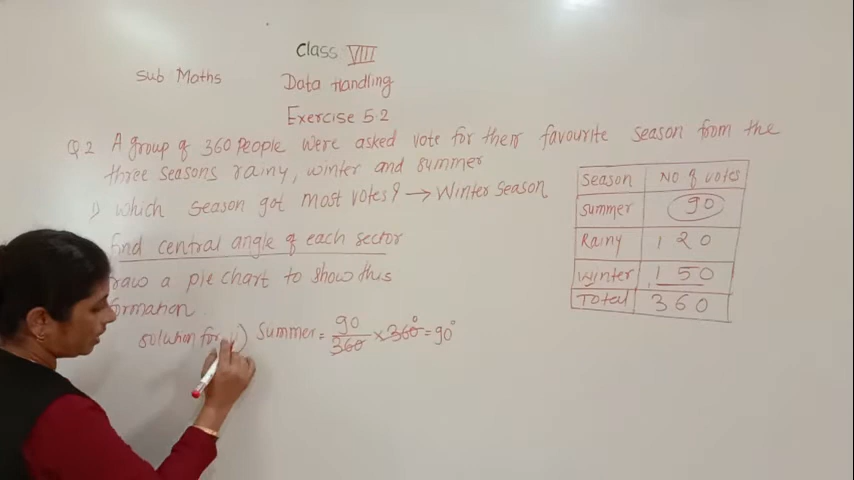 Class VIII
Sub Maths
Data Handling
Exercise 5.2
Q2 A group of 360 people were asked vote for their favourite season from the
three seasons rainy, winter and summer
i) which season got most votes? → Winter Season
find central angle of each sector
raw a pie chart to show this
formation
Season No of votes
Summer 90
Rainy 120
Winter 150
Total 360
solution for
Summer = 90/360 × 360° = 90°